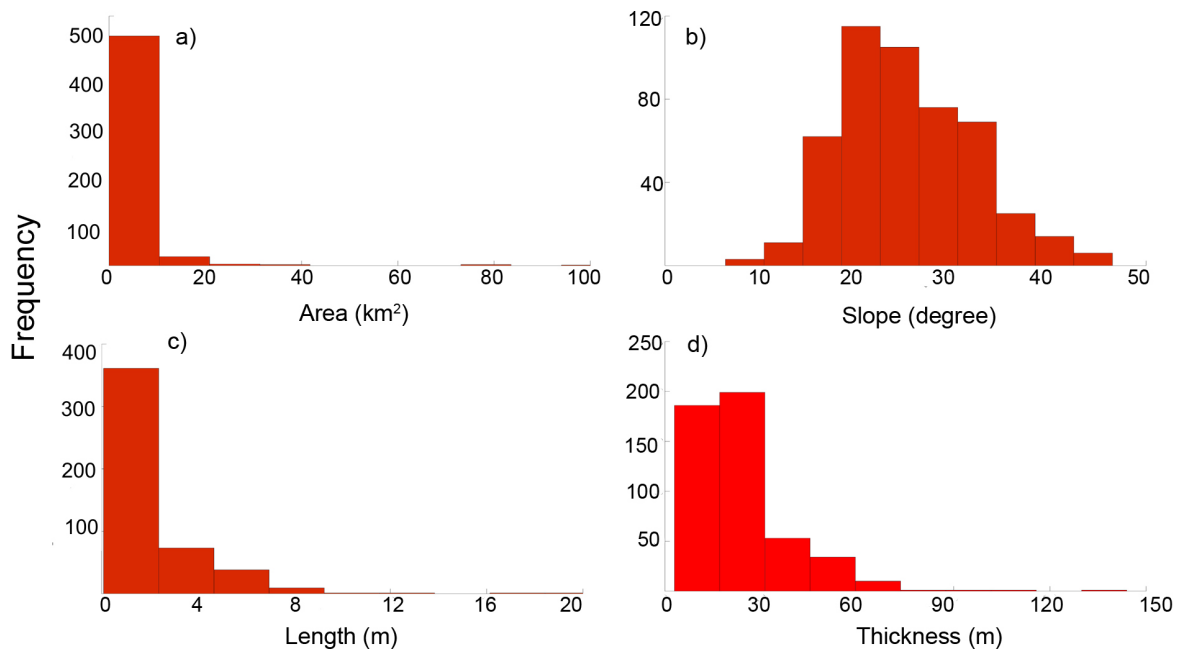 Frequency
a)
500
400
300
200
100
0 20 40 60 80 100
Area (km²)
b)
120
80
40
0 10 20 30 40 50
Slope (degree)
c)
400
300
200
100
0 4 8 12 16 20
Length (m)
d)
250
200
150
100
50
0 30 60 90 120 150
Thickness (m)